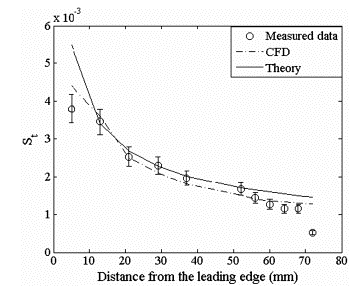 x 10⁻³
6
5
4
3
2
1
0
Sₜ
Measured data
CFD
Theory
0 10 20 30 40 50 60 70 80
Distance from the leading edge (mm)